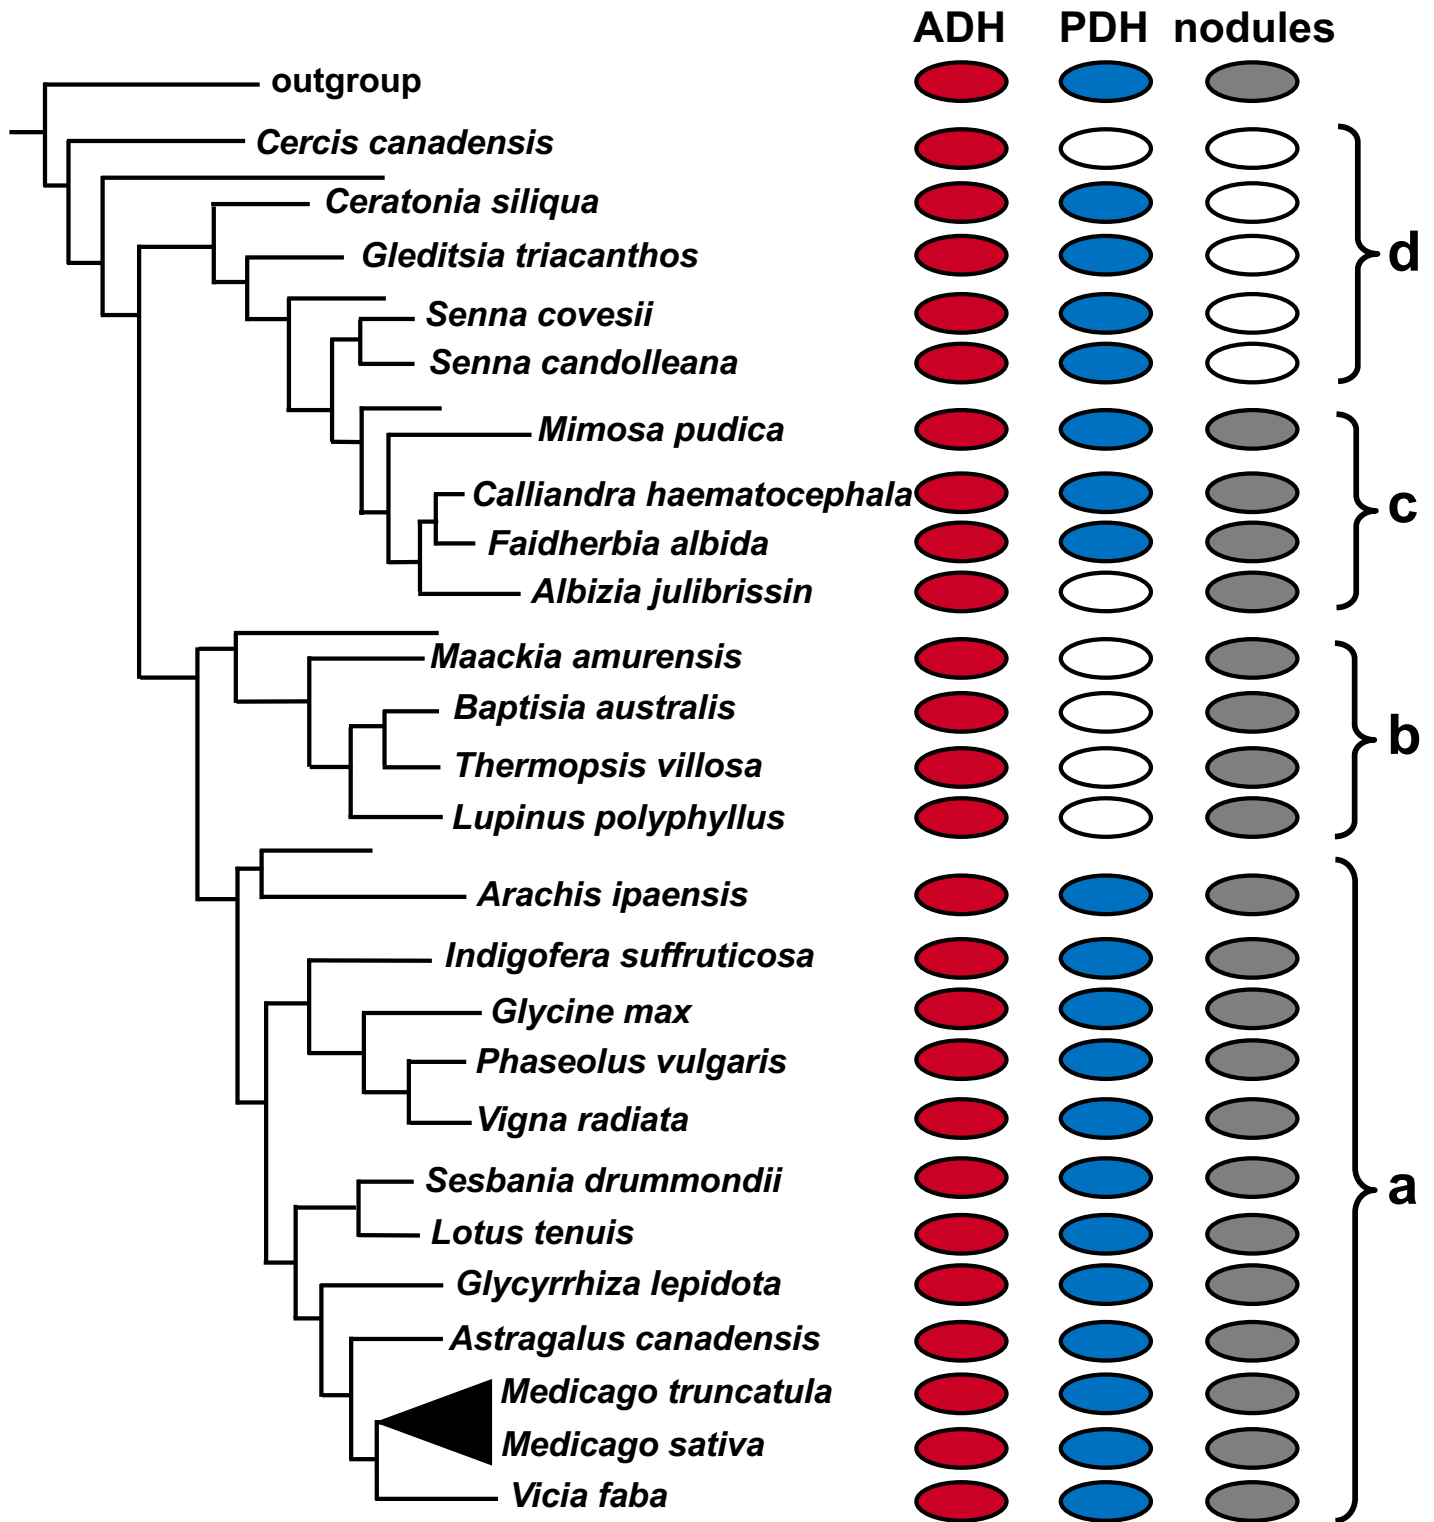 ADH PDH nodules
outgroup
Cercis canadensis
Ceratonia siliqua
Gleditsia triacanthos
d
Senna covesii
Senna candolleana
Mimosa pudica
Calliandra haematocephala
c
Faidherbia albida
Albizia julibrissin
Maackia amurensis
Baptisia australis
b
Thermopsis villosa
Lupinus polyphyllus
Arachis ipaensis
Indigofera suffruticosa
Glycine max
Phaseolus vulgaris
Vigna radiata
Sesbania drummondii
a
Lotus tenuis
Glycyrrhiza lepidota
Astragalus canadensis
Medicago truncatula
Medicago sativa
Vicia faba